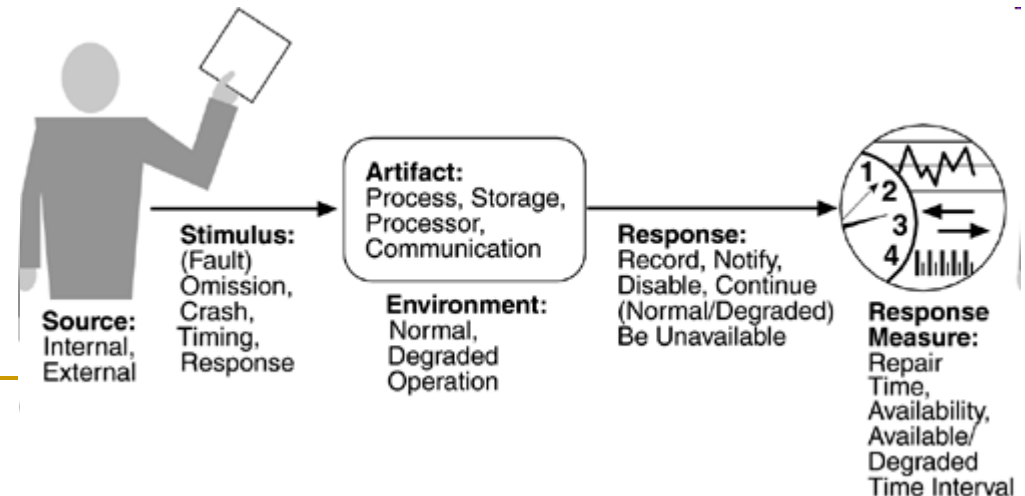 Source:
Internal,
External
Stimulus:
(Fault)
Omission,
Crash,
Timing,
Response
Artifact:
Process, Storage,
Processor,
Communication
Environment:
Normal,
Degraded
Operation
Response:
Record, Notify,
Disable, Continue
(Normal/Degraded)
Be Unavailable
1
2
3
4
Response
Measure:
Repair
Time,
Availability,
Available/
Degraded
Time Interval